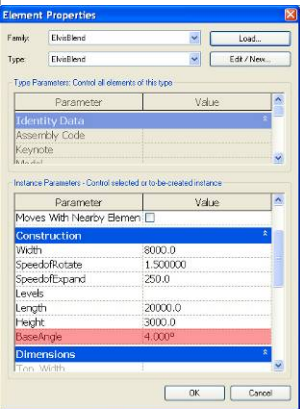 Element Properties
Family: ElvisBlend Load...
Type: ElvisBlend Edit / New...
Type Parameters: Control all elements of this type
Parameter Value
Identity Data
Assembly Code
Keynote
Model
Instance Parameters - Control selected or to-be-created instance
Parameter Value
Moves With Nearby Elemen
Construction
Width 8000.0
SpeedofRotate 1.500000
SpeedofExpand 250.0
Levels
Length 20000.0
Height 3000.0
BaseAngle 4.000°
Dimensions
Top Width
OK Cancel